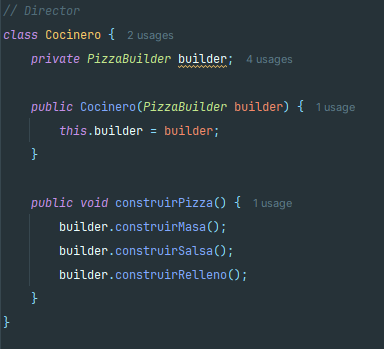 // Director
class Cocinero {  2 usages
    private PizzaBuilder builder;  4 usages

    public Cocinero(PizzaBuilder builder) {  1 usage
        this.builder = builder;
    }

    public void construirPizza() {  1 usage
        builder.construirMasa();
        builder.construirSalsa();
        builder.construirRelleno();
    }
}